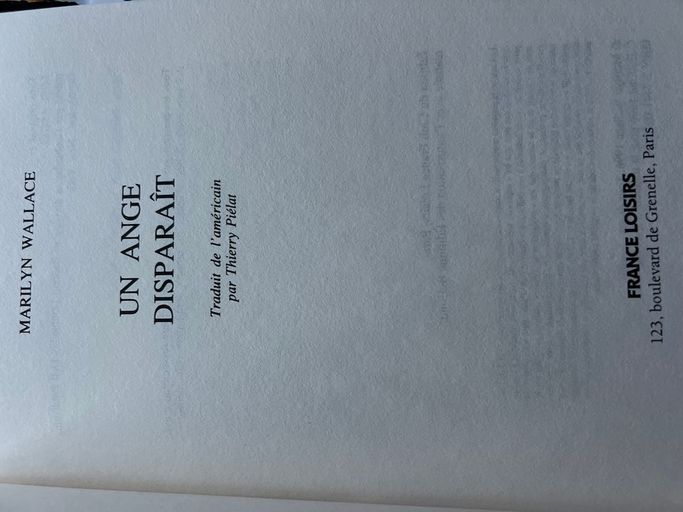 MARILYN WALLACE
UN ANGE
DISPARAÎT
Traduit de l'américain
par Thierry Piélat
FRANCE LOISIRS
123, boulevard de Grenelle, Paris